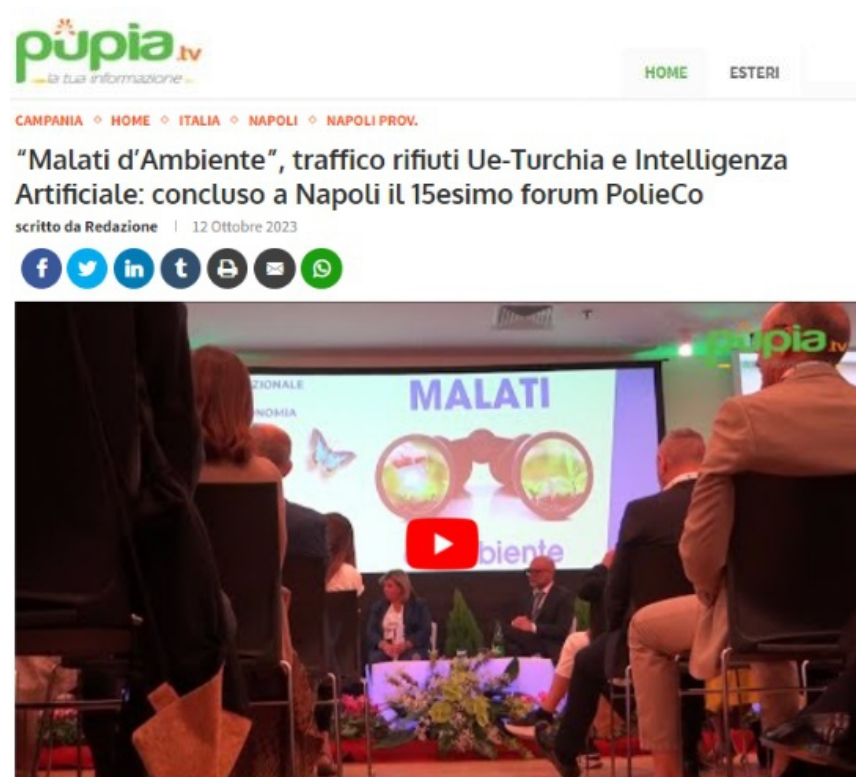 pupia.tv
la tua informazione
HOME ESTERI
CAMPANIA HOME ITALIA NAPOLI NAPOLI PROV.
“Malati d’Ambiente”, traffico rifiuti Ue-Turchia e Intelligenza
Artificiale: concluso a Napoli il 15esimo forum PolieCo
scritto da Redazione | 12 Ottobre 2023
pupia.tv
ZIONALE
NOMIA
MALATI
biente